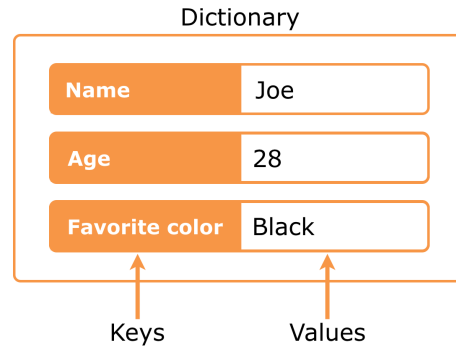 Dictionary
Name Joe
Age 28
Favorite color Black
Keys Values